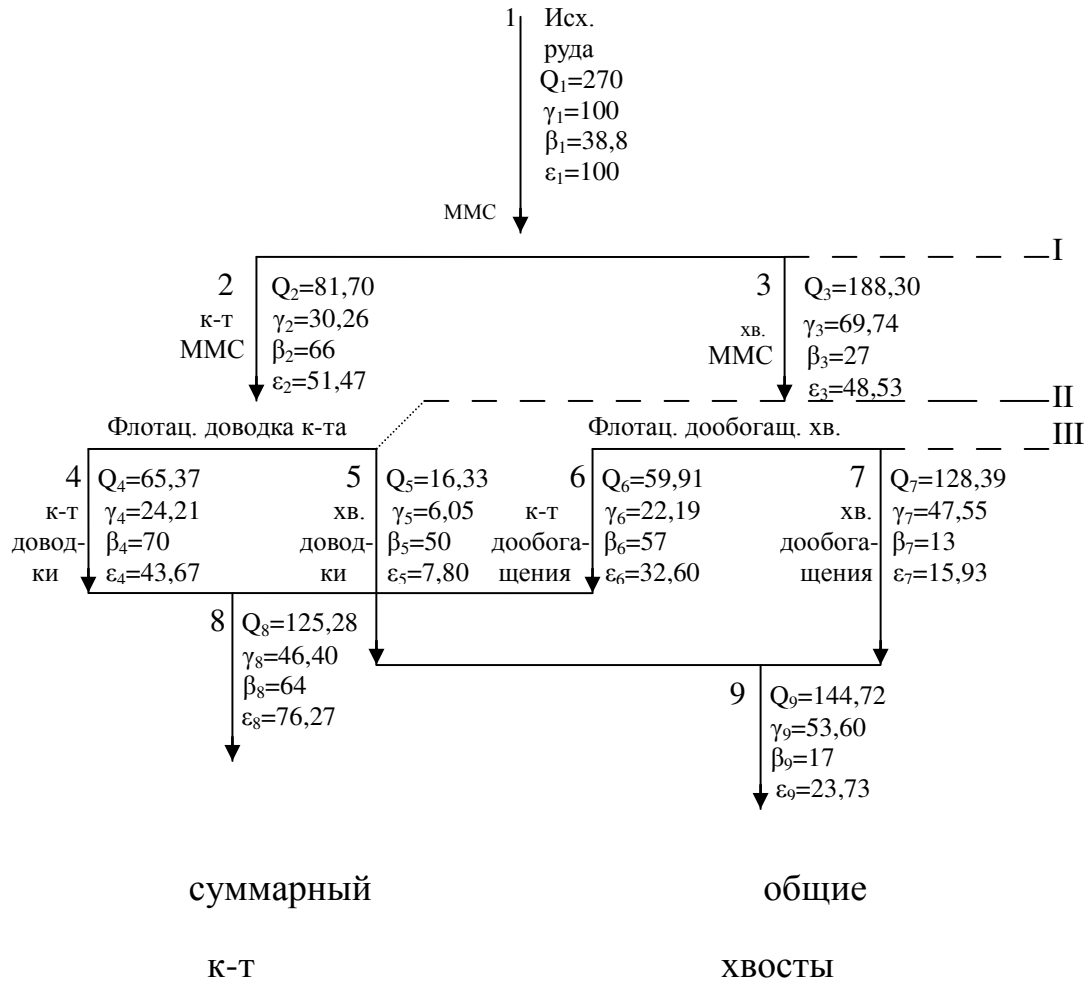 1 Исх.
руда
Q₁=270
γ₁=100
β₁=38,8
ε₁=100
ММС
I
2
к-т
ММС
Q₂=81,70
γ₂=30,26
β₂=66
ε₂=51,47
3
хв.
ММС
Q₃=188,30
γ₃=69,74
β₃=27
ε₃=48,53
II
Флотац. доводка к-та
Флотац. дообогащ. хв.
III
4
к-т
довод-
ки
Q₄=65,37
γ₄=24,21
β₄=70
ε₄=43,67
5
хв.
довод-
ки
Q₅=16,33
γ₅=6,05
β₅=50
ε₅=7,80
6
к-т
дообога-
щения
Q₆=59,91
γ₆=22,19
β₆=57
ε₆=32,60
7
хв.
дообога-
щения
Q₇=128,39
γ₇=47,55
β₇=13
ε₇=15,93
8
Q₈=125,28
γ₈=46,40
β₈=64
ε₈=76,27
9
Q₉=144,72
γ₉=53,60
β₉=17
ε₉=23,73
суммарный
к-т
общие
хвосты